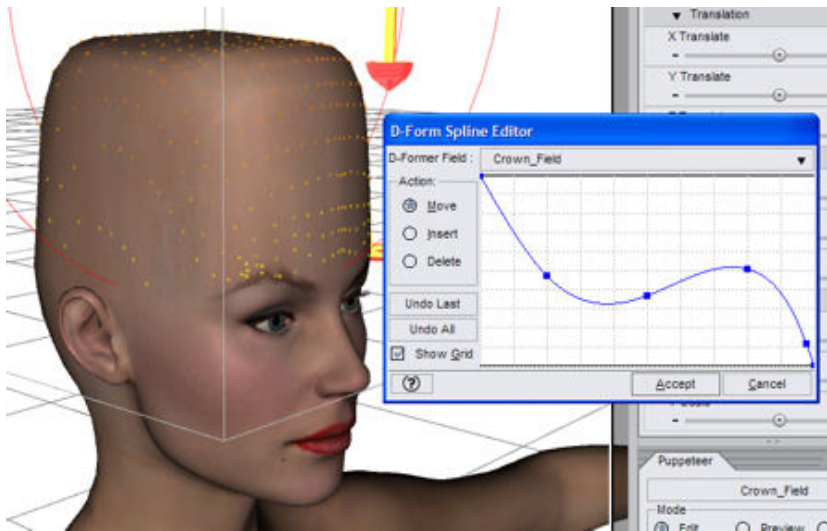 Translation
X Translate
Y Translate
D-Form Spline Editor
D-Former Field :
Crown_Field
Action:
Move
Insert
Delete
Undo Last
Undo All
Show Grid
Accept
Cancel
Puppeteer
Crown_Field
Mode
Edit
Preview